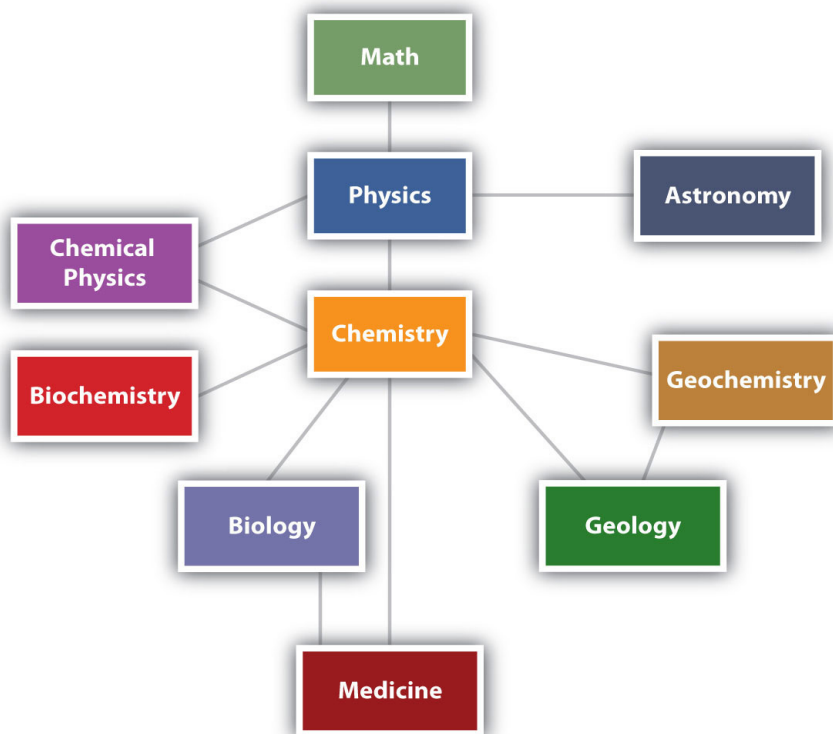 Math
Physics
Astronomy
Chemical
Physics
Chemistry
Biochemistry
Geochemistry
Biology
Geology
Medicine